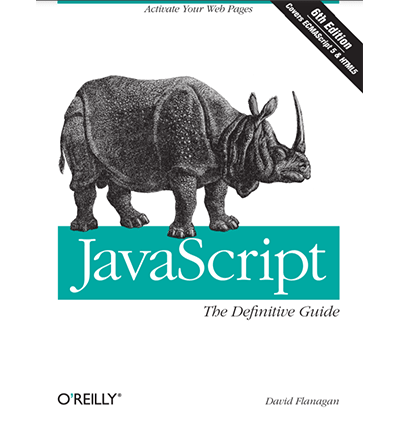 Activate Your Web Pages
6th Edition
Covers ECMAScript 5 & HTML5
JavaScript
The Definitive Guide
O'REILLY®
David Flanagan